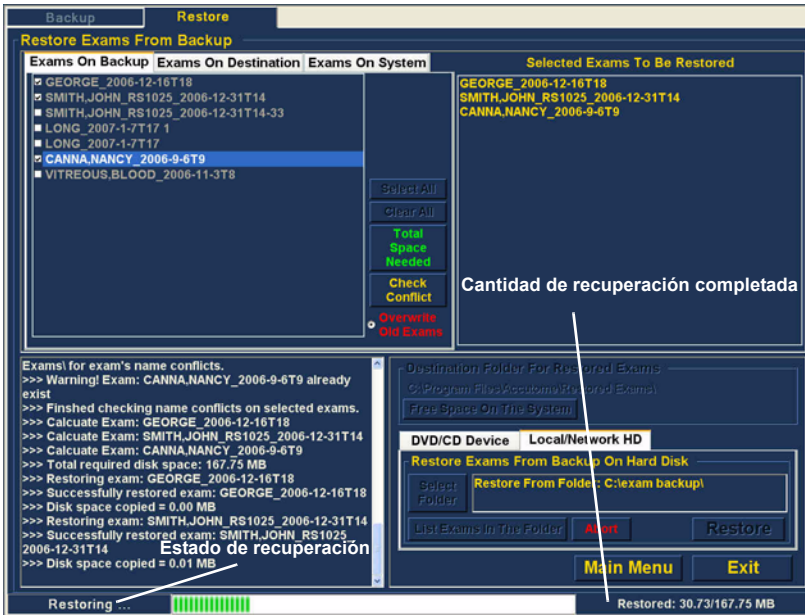 Backup
Restore
Restore Exams From Backup
Exams On Backup
Exams On Destination
Exams On System
GEORGE_2006-12-16T18
SMITH,JOHN_RS1025_2006-12-31T14
SMITH,JOHN_RS1025_2006-12-31T14-33
LONG_2007-1-7T17 1
LONG_2007-1-7T17
CANNA,NANCY_2006-9-6T9
VITREOUS,BLOOD_2006-11-3T8
Select All
Clear All
Total
Space
Needed
Check
Conflict
Overwrite
Old Exams
Selected Exams To Be Restored
GEORGE_2006-12-16T18
SMITH,JOHN_RS1025_2006-12-31T14
CANNA,NANCY_2006-9-6T9
Cantidad de recuperación completada
Exams\ for exam's name conflicts.
>>> Warning! Exam: CANNA,NANCY_2006-9-6T9 already
exist
>>> Finshed checking name conflicts on selected exams.
>>> Calcuate Exam: GEORGE_2006-12-16T18
>>> Calcuate Exam: SMITH,JOHN_RS1025_2006-12-31T14
>>> Calcuate Exam: CANNA,NANCY_2006-9-6T9
>>> Total required disk space: 167.75 MB
>>> Restoring exam: GEORGE_2006-12-16T18
>>> Successfully restored exam: GEORGE_2006-12-16T18
>>> Disk space copied = 0.00 MB
>>> Restoring exam: SMITH,JOHN_RS1025_2006-12-31T14
>>> Successfully restored exam: SMITH,JOHN_RS1025_
2006-12-31T14
>>> Disk space copied = 0.01 MB
Estado de recuperación
Destination Folder For Restored Exams
C:\Program Files\Accutome\Restored Exams\
Free Space On The System
DVD/CD Device
Local/Network HD
Restore Exams From Backup On Hard Disk
Select
Folder
Restore From Folder: C:\exam backup\
List Exams In The Folder
Abort
Restore
Main Menu
Exit
Restoring ...
Restored: 30.73/167.75 MB